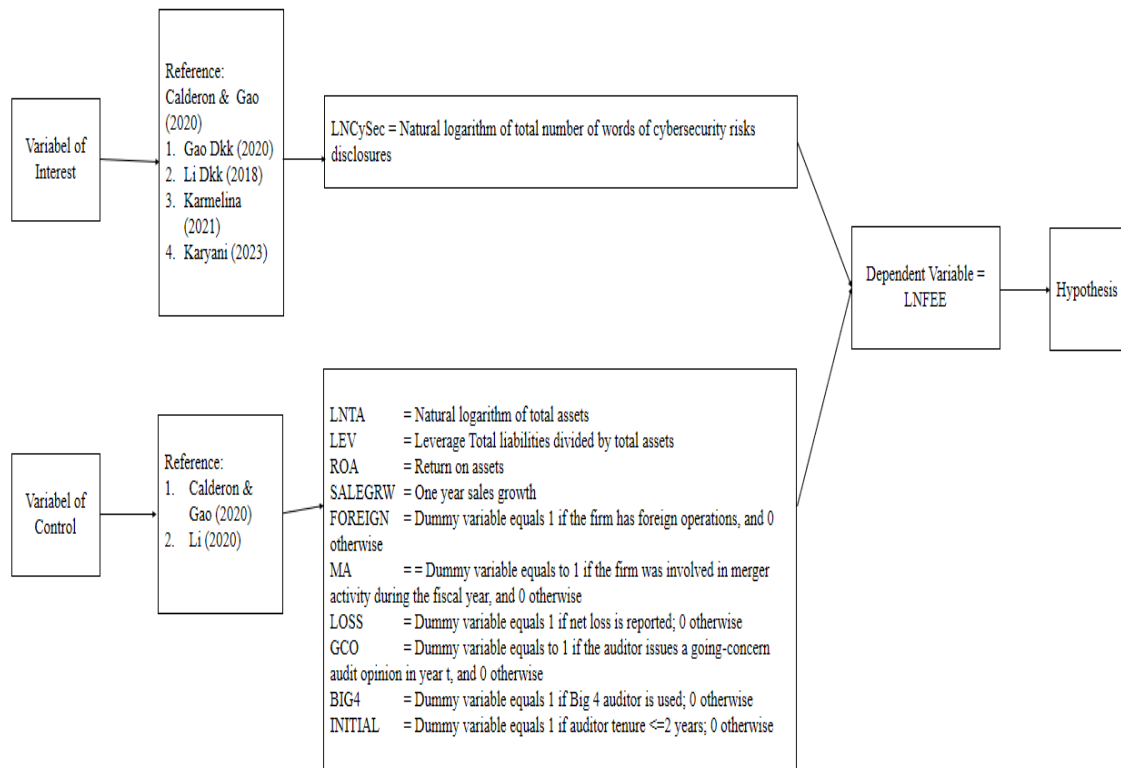 Variabel of
Interest
Reference:
Calderon & Gao
(2020)
1. Gao Dkk (2020)
2. Li Dkk (2018)
3. Karmelina
(2021)
4. Karyani (2023)
LNCySec = Natural logarithm of total number of words of cybersecurity risks
disclosures
Dependent Variable =
LNFEE
Hypothesis
Variabel of
Control
Reference:
1. Calderon &
Gao (2020)
2. Li (2020)
LNTA = Natural logarithm of total assets
LEV = Leverage Total liabilities divided by total assets
ROA = Return on assets
SALEGRW = One year sales growth
FOREIGN = Dummy variable equals 1 if the firm has foreign operations, and 0
otherwise
MA = = Dummy variable equals to 1 if the firm was involved in merger
activity during the fiscal year, and 0 otherwise
LOSS = Dummy variable equals 1 if net loss is reported; 0 otherwise
GCO = Dummy variable equals to 1 if the auditor issues a going-concern
audit opinion in year t, and 0 otherwise
BIG4 = Dummy variable equals 1 if Big 4 auditor is used; 0 otherwise
INITIAL = Dummy variable equals 1 if auditor tenure <=2 years; 0 otherwise